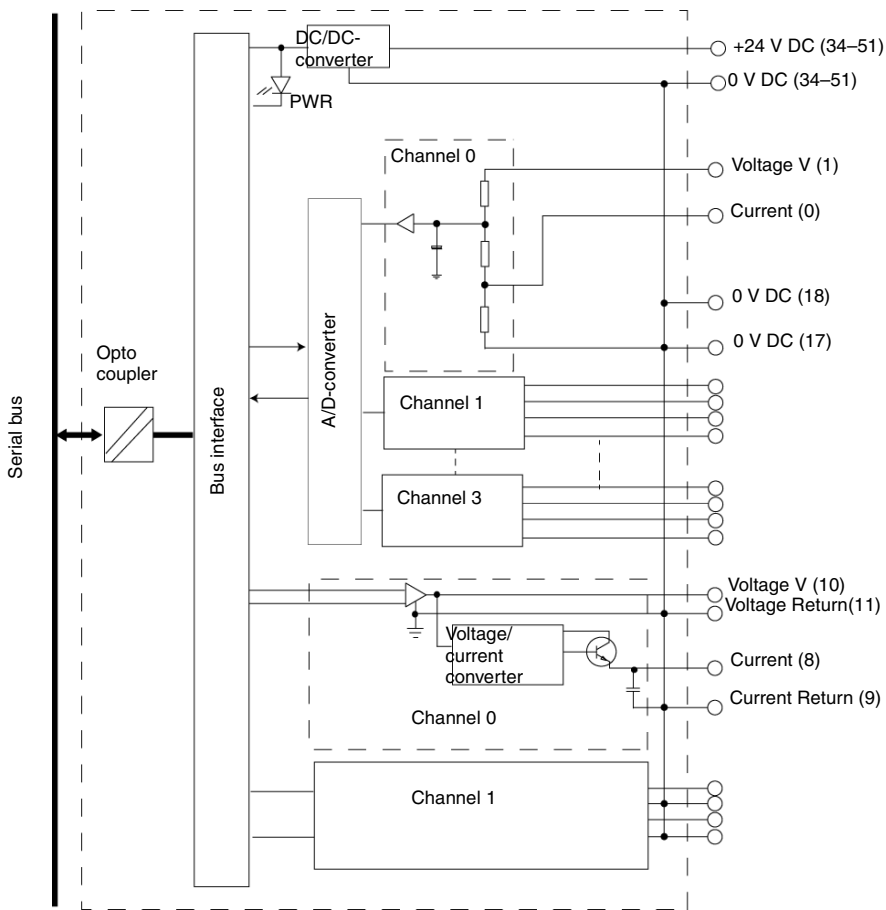 DC/DC-
converter
+24 V DC (34–51)
0 V DC (34–51)
PWR
Channel 0
Voltage V (1)
Current (0)
0 V DC (18)
0 V DC (17)
Opto
coupler
Serial bus
Bus interface
A/D-converter
Channel 1
Channel 3
Voltage V (10)
Voltage Return(11)
Voltage/
current
converter
Current (8)
Current Return (9)
Channel 0
Channel 1